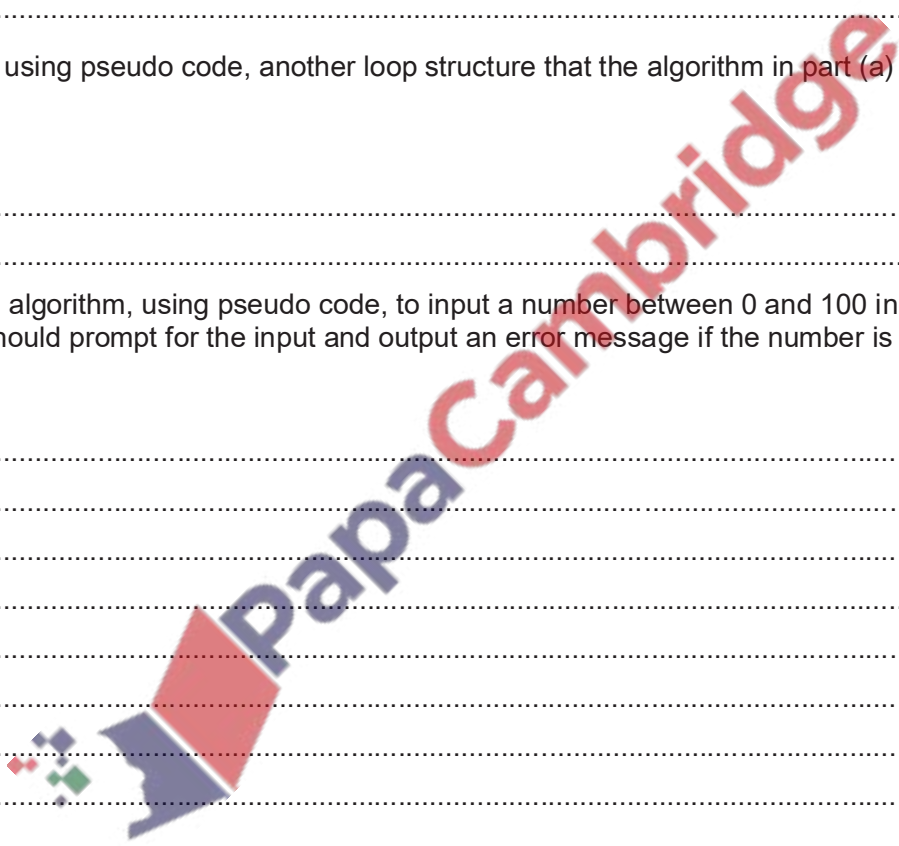 using pseudo code, another loop structure that the algorithm in part (a)
algorithm, using pseudo code, to input a number between 0 and 100 in
hould prompt for the input and output an error message if the number is
PapaCambridge